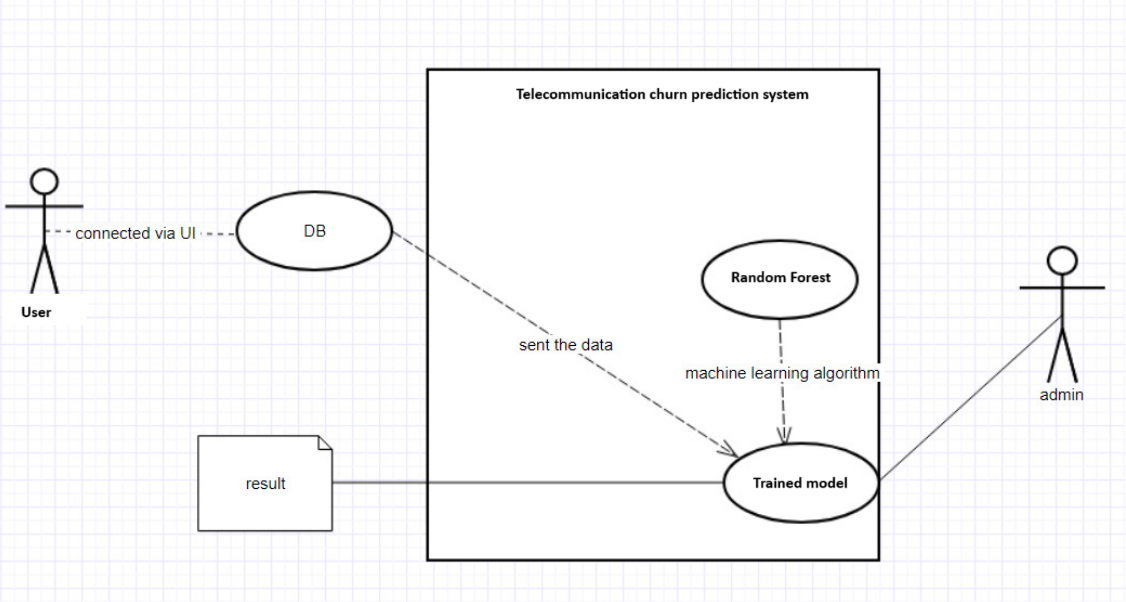 Telecommunication churn prediction system
connected via UI
DB
User
Random Forest
sent the data
machine learning algorithm
admin
result
Trained model